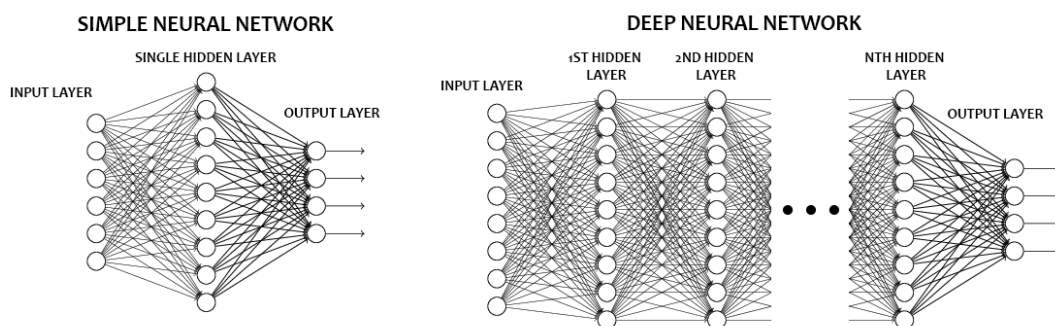 SIMPLE NEURAL NETWORK
SINGLE HIDDEN LAYER
INPUT LAYER
OUTPUT LAYER
DEEP NEURAL NETWORK
1ST HIDDEN
LAYER
2ND HIDDEN
LAYER
NTH HIDDEN
LAYER
INPUT LAYER
OUTPUT LAYER